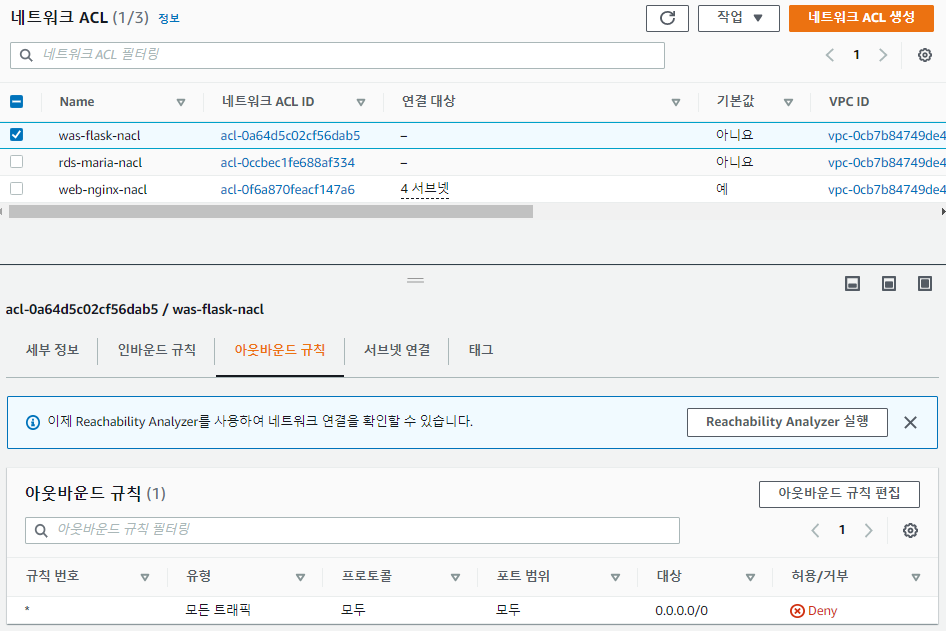 네트워크 ACL (1/3) 정보
작업 ▼
네트워크 ACL 생성
네트워크 ACL 필터링
1
Name
네트워크 ACL ID
연결 대상
기본값
VPC ID
was-flask-nacl acl-0a64d5c02cf56dab5 – 아니요 vpc-0cb7b84749de4
rds-maria-nacl acl-0ccbec1fe688af334 – 아니요 vpc-0cb7b84749de4
web-nginx-nacl acl-0f6a870feacf147a6 4 서브넷 예 vpc-0cb7b84749de4
acl-0a64d5c02cf56dab5 / was-flask-nacl
세부 정보 인바운드 규칙 아웃바운드 규칙 서브넷 연결 태그
이제 Reachability Analyzer를 사용하여 네트워크 연결을 확인할 수 있습니다.
Reachability Analyzer 실행
아웃바운드 규칙 (1)
아웃바운드 규칙 편집
아웃바운드 규칙 필터링
1
규칙 번호 유형 프로토콜 포트 범위 대상 허용/거부
* 모든 트래픽 모두 모두 0.0.0.0/0 Deny